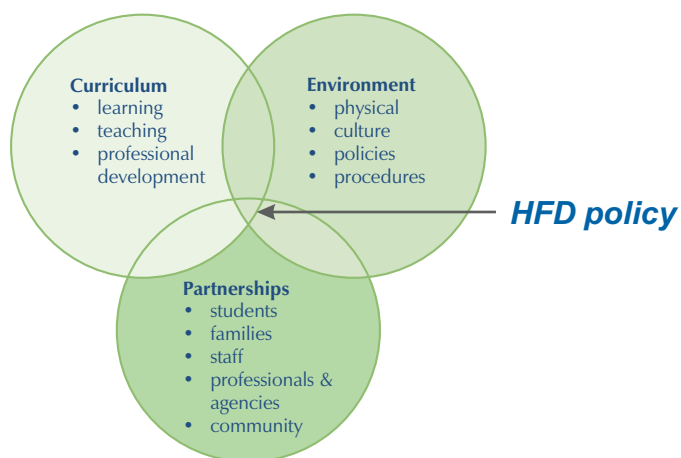 Curriculum
• learning
• teaching
• professional
development
Environment
• physical
• culture
• policies
• procedures
HFD policy
Partnerships
• students
• families
• staff
• professionals &
agencies
• community